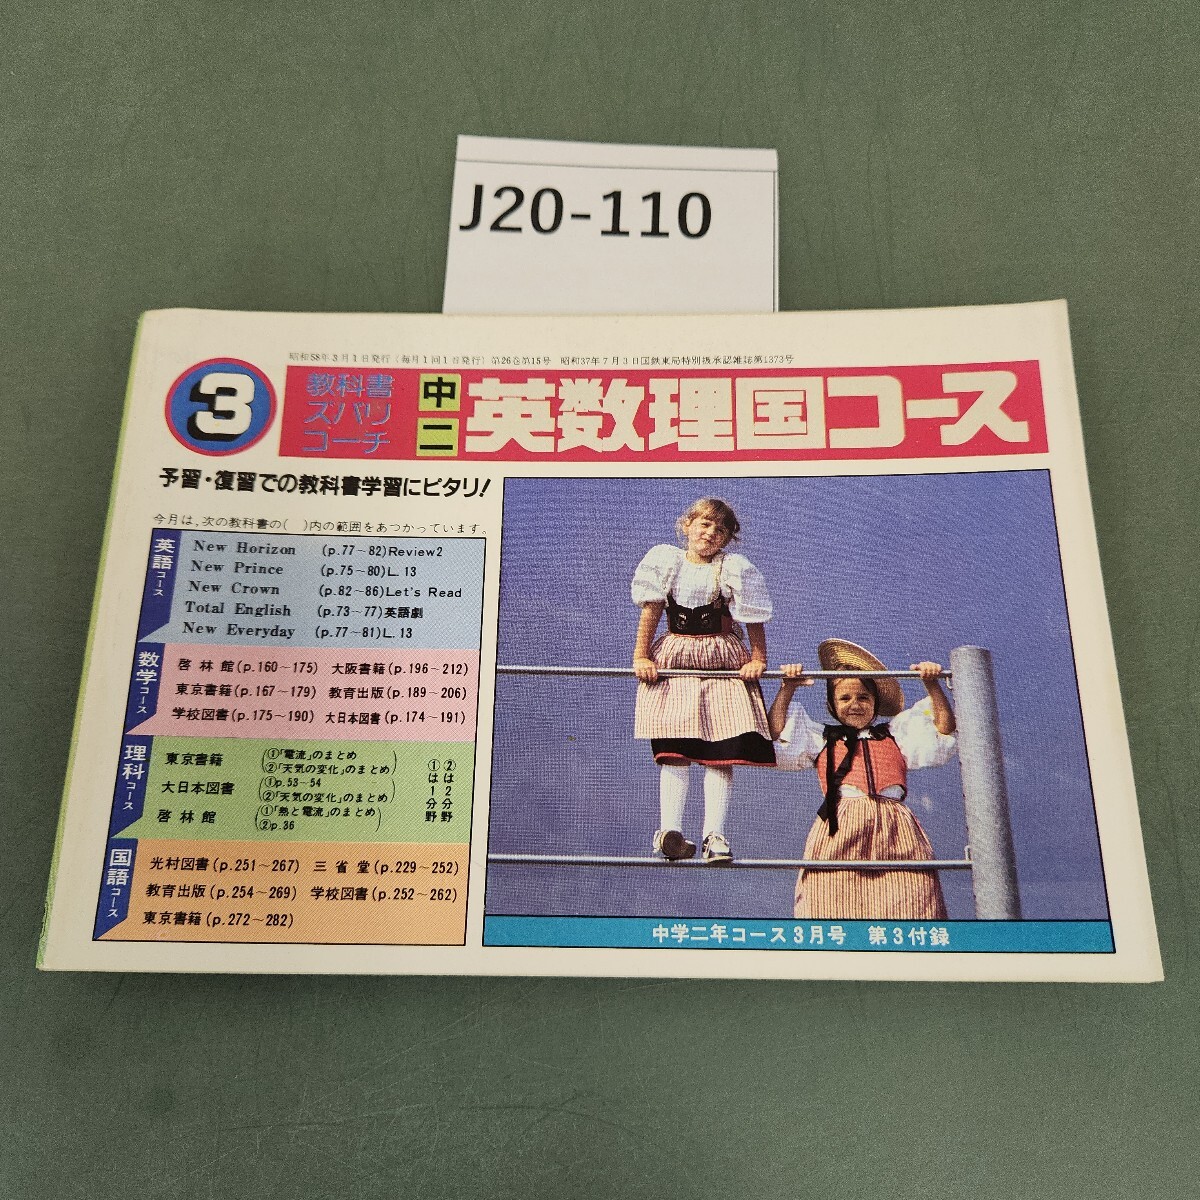 J20-110
昭和58年3月1日発行(毎月1回1日発行)第26巻第15号 昭和37年7月3日国鉄東局特別扱承認雑誌第1373号
3
教科書
ズバリ
コーチ
中二
英数理国コース
予習・復習での教科書学習にピタリ!
今月は,次の教科書の( )内の範囲をあつかっています。
英語コース
New Horizon (p.77~82)Review2
New Prince (p.75~80)L.13
New Crown (p.82~86)Let's Read
Total English (p.73~77)英語劇
New Everyday (p.77~81)L.13
数学コース
啓林館(p.160~175) 大阪書籍(p.196~212)
東京書籍(p.167~179) 教育出版(p.189~206)
学校図書(p.175~190) 大日本図書(p.174~191)
理科コース
東京書籍 (①「電流」のまとめ
②「天気の変化」のまとめ)
大日本図書 (①p.53~54
②「天気の変化」のまとめ)
啓林館 (①「熱と電流」のまとめ
②p.36)
①は1分野
②は2分野
国語コース
光村図書(p.251~267) 三省堂(p.229~252)
教育出版(p.254~269) 学校図書(p.252~262)
東京書籍(p.272~282)
中学二年コース3月号 第3付録